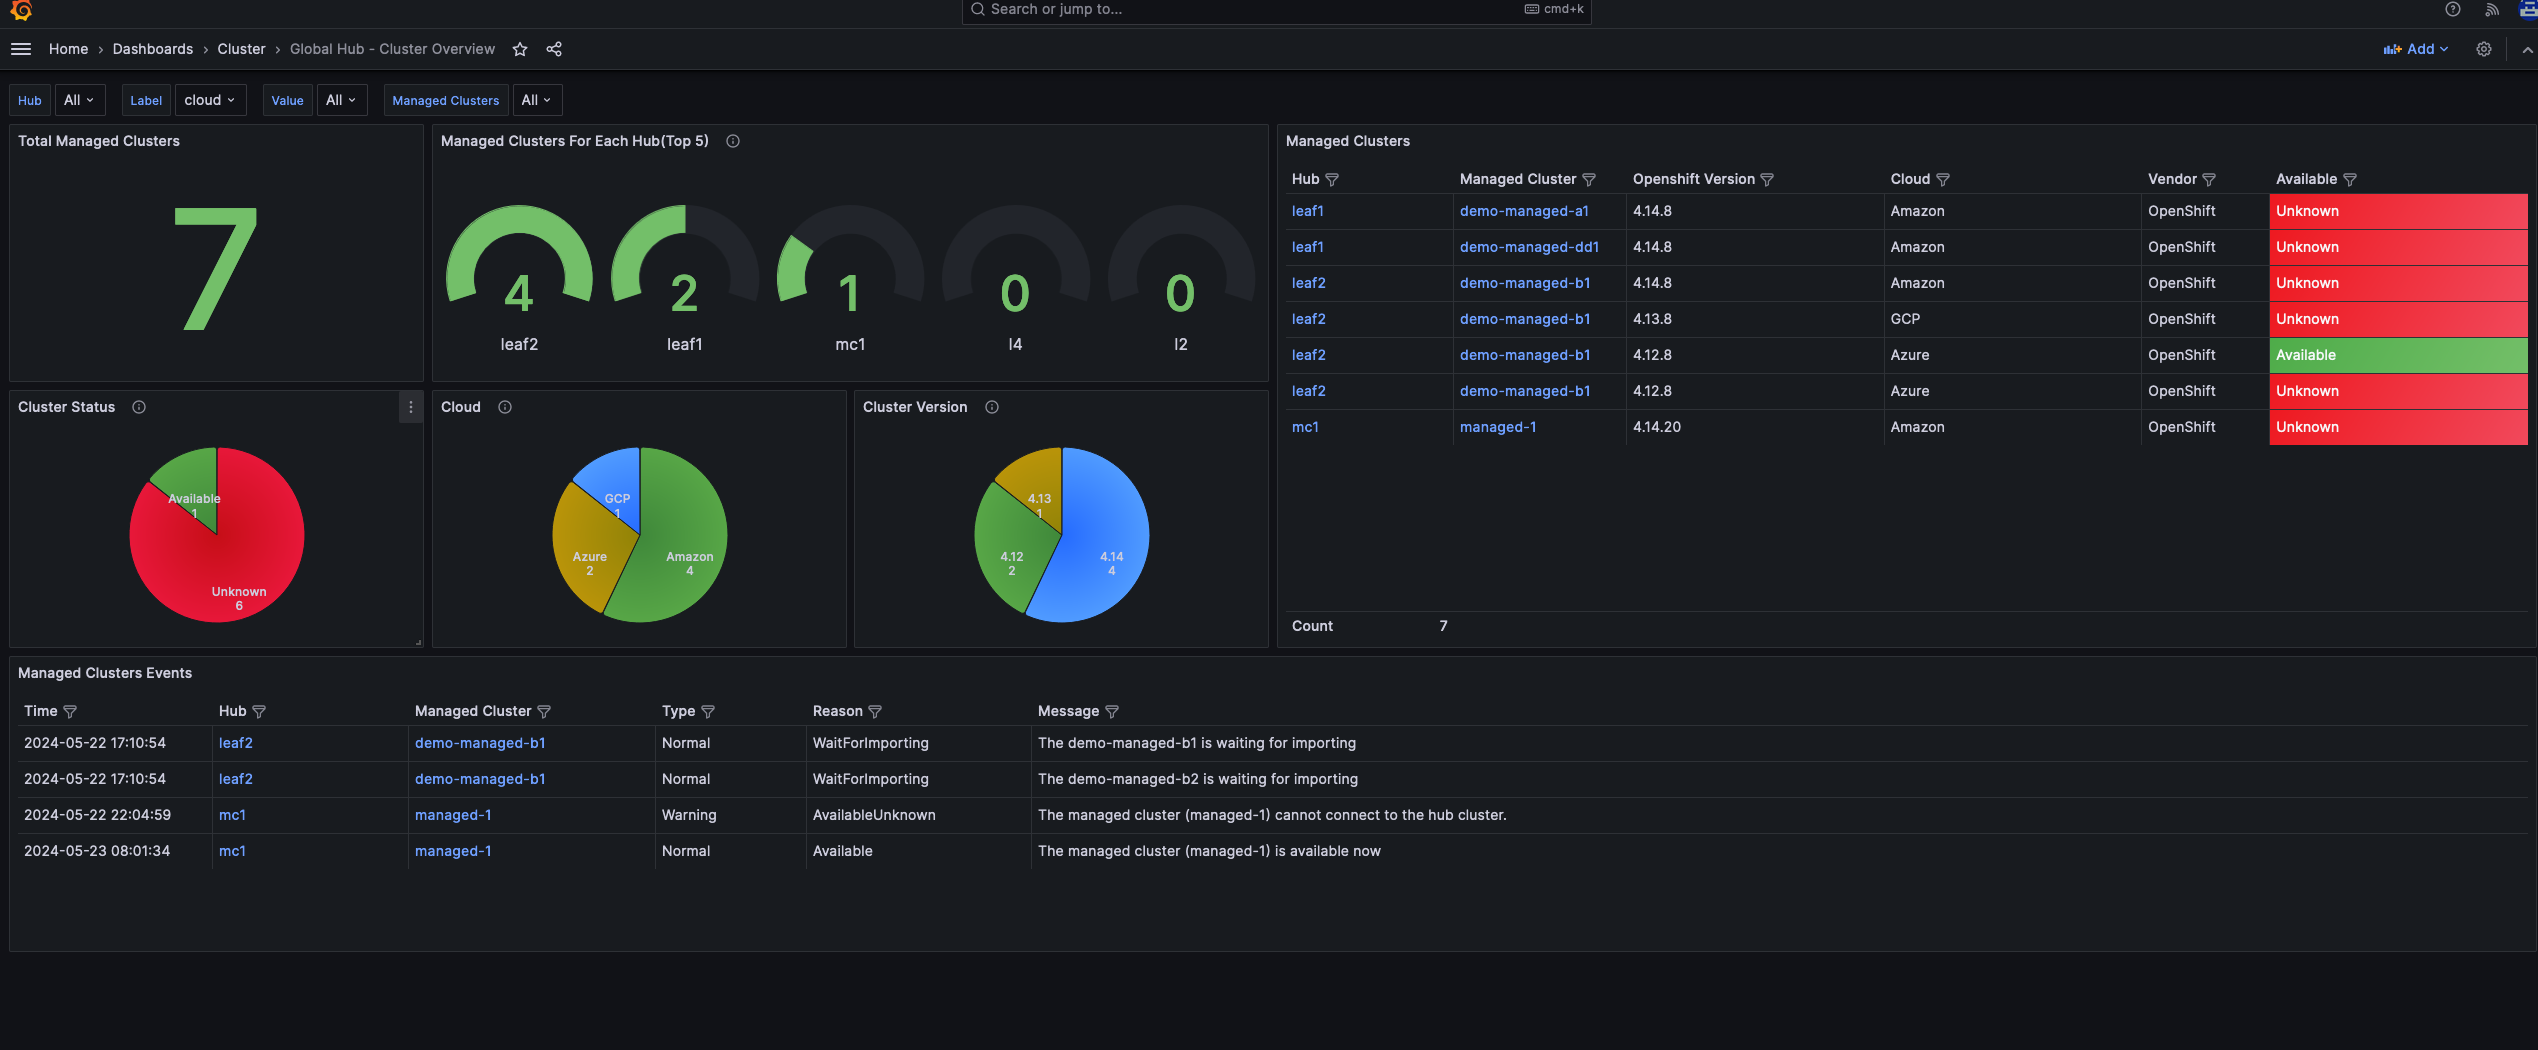 Search or jump to... cmd+k
Home › Dashboards › Cluster › Global Hub - Cluster Overview Add
Hub All Label cloud Value All Managed Clusters All
Total Managed Clusters
7
Managed Clusters For Each Hub(Top 5)
4 2 1 0 0
leaf2 leaf1 mc1 l4 l2
Managed Clusters
Hub Managed Cluster Openshift Version Cloud Vendor Available
leaf1 demo-managed-a1 4.14.8 Amazon OpenShift Unknown
leaf1 demo-managed-dd1 4.14.8 Amazon OpenShift Unknown
leaf2 demo-managed-b1 4.14.8 Amazon OpenShift Unknown
leaf2 demo-managed-b1 4.13.8 GCP OpenShift Unknown
leaf2 demo-managed-b1 4.12.8 Azure OpenShift Available
leaf2 demo-managed-b1 4.12.8 Azure OpenShift Unknown
mc1 managed-1 4.14.20 Amazon OpenShift Unknown
Count 7
Cluster Status
Available
1
Unknown
6
Cloud
GCP
1
Azure
2
Amazon
4
Cluster Version
4.13
1
4.12
2
4.14
4
Managed Clusters Events
Time Hub Managed Cluster Type Reason Message
2024-05-22 17:10:54 leaf2 demo-managed-b1 Normal WaitForImporting The demo-managed-b1 is waiting for importing
2024-05-22 17:10:54 leaf2 demo-managed-b1 Normal WaitForImporting The demo-managed-b2 is waiting for importing
2024-05-22 22:04:59 mc1 managed-1 Warning AvailableUnknown The managed cluster (managed-1) cannot connect to the hub cluster.
2024-05-23 08:01:34 mc1 managed-1 Normal Available The managed cluster (managed-1) is available now